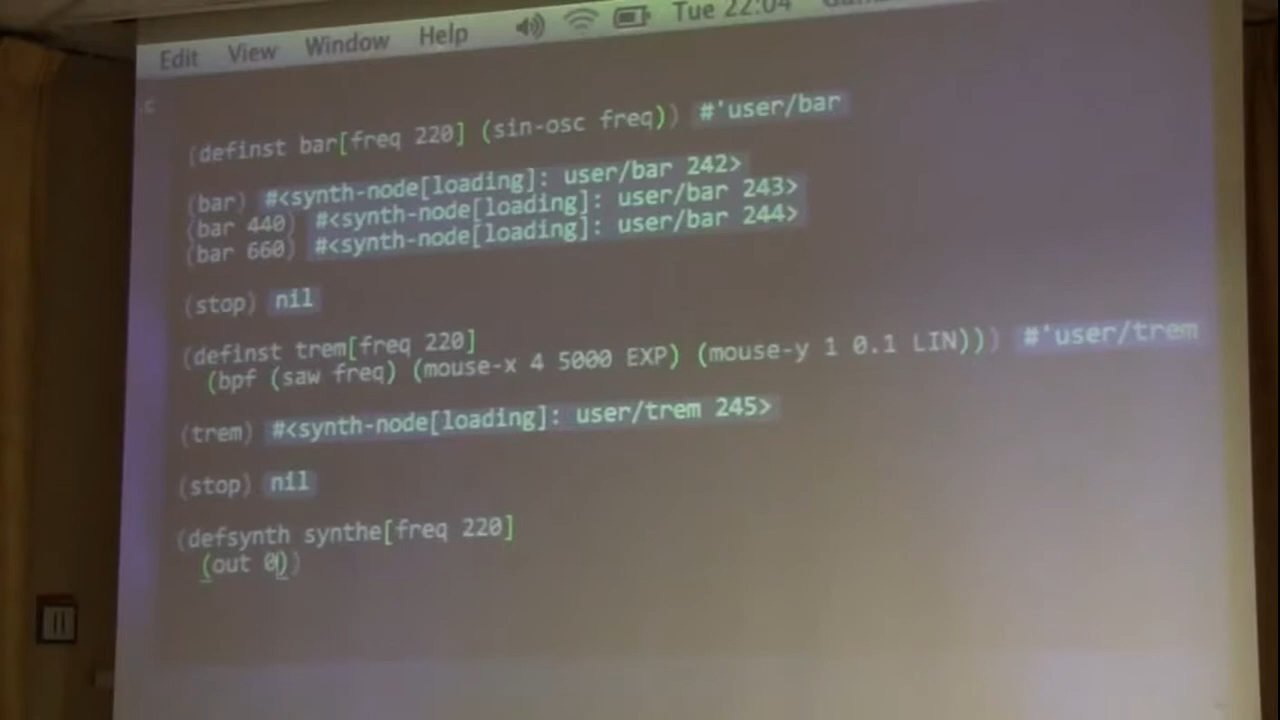 Edit View Window Help Tue 22:04
(definst bar[freq 220] (sin-osc freq)) #'user/bar
(bar) #<synth-node[loading]: user/bar 242>
(bar 440) #<synth-node[loading]: user/bar 243>
(bar 660) #<synth-node[loading]: user/bar 244>
(stop) nil
(definst trem[freq 220]
(bpf (saw freq) (mouse-x 4 5000 EXP) (mouse-y 1 0.1 LIN))) #'user/trem
(trem) #<synth-node[loading]: user/trem 245>
(stop) nil
(defsynth synthe[freq 220]
(out 0))